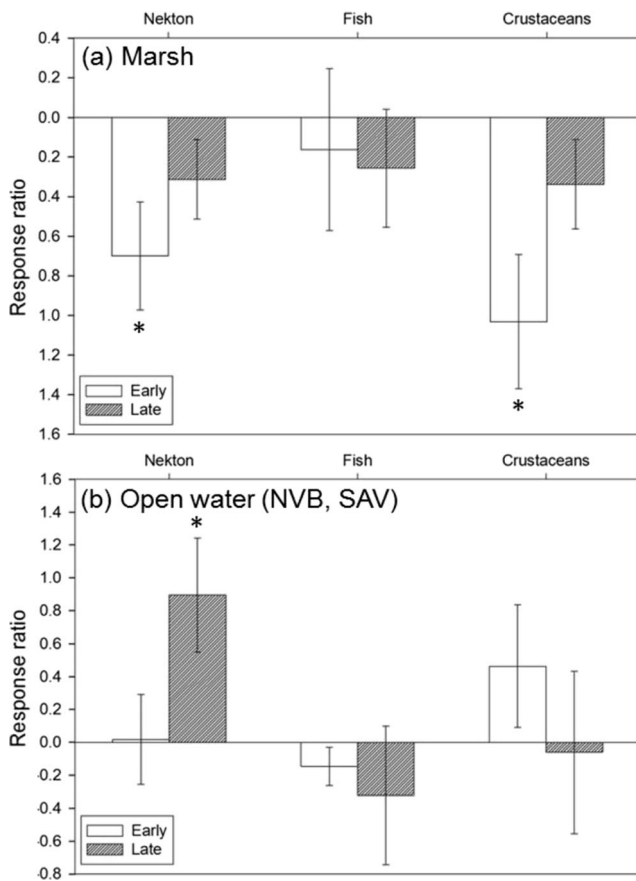 Nekton Fish Crustaceans
0.4
(a) Marsh
0.2
0.0
0.2
0.4
0.6
0.8
1.0
1.2
1.4
1.6
Response ratio
*
*
Early
Late
Nekton Fish Crustaceans
1.6
(b) Open water (NVB, SAV)
1.4
1.2
1.0
0.8
0.6
0.4
0.2
0.0
-0.2
-0.4
-0.6
-0.8
Response ratio
*
Early
Late